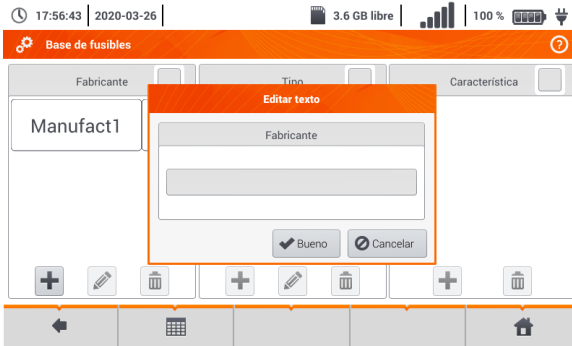 17:56:43 2020-03-26 3.6 GB libre 100 %
Base de fusibles
Fabricante Tipo Característica
Editar texto
Manufact1
Fabricante
Bueno Cancelar